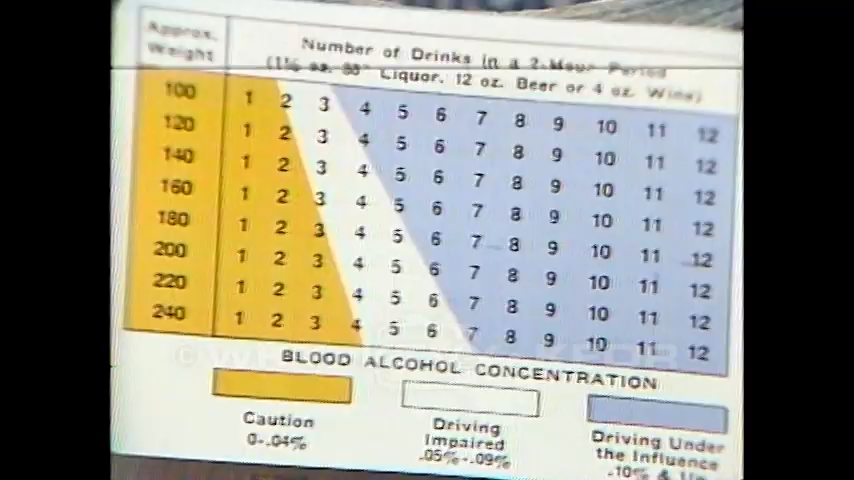 Approx. Number of Drinks in a 2-Hour Period
Weight (1½ oz. 86° Liquor. 12 oz. Beer or 4 oz. Wine)
100 1 2 3 4 5 6 7 8 9 10 11 12
120 1 2 3 4 5 6 7 8 9 10 11 12
140 1 2 3 4 5 6 7 8 9 10 11 12
160 1 2 3 4 5 6 7 8 9 10 11 12
180 1 2 3 4 5 6 7 8 9 10 11 12
200 1 2 3 4 5 6 7 8 9 10 11 12
220 1 2 3 4 5 6 7 8 9 10 11 12
240 1 2 3 4 5 6 7 8 9 10 11 12
BLOOD ALCOHOL CONCENTRATION
Caution Driving Driving Under
0-.04% Impaired the Influence
.05%-.09% .10% & Up